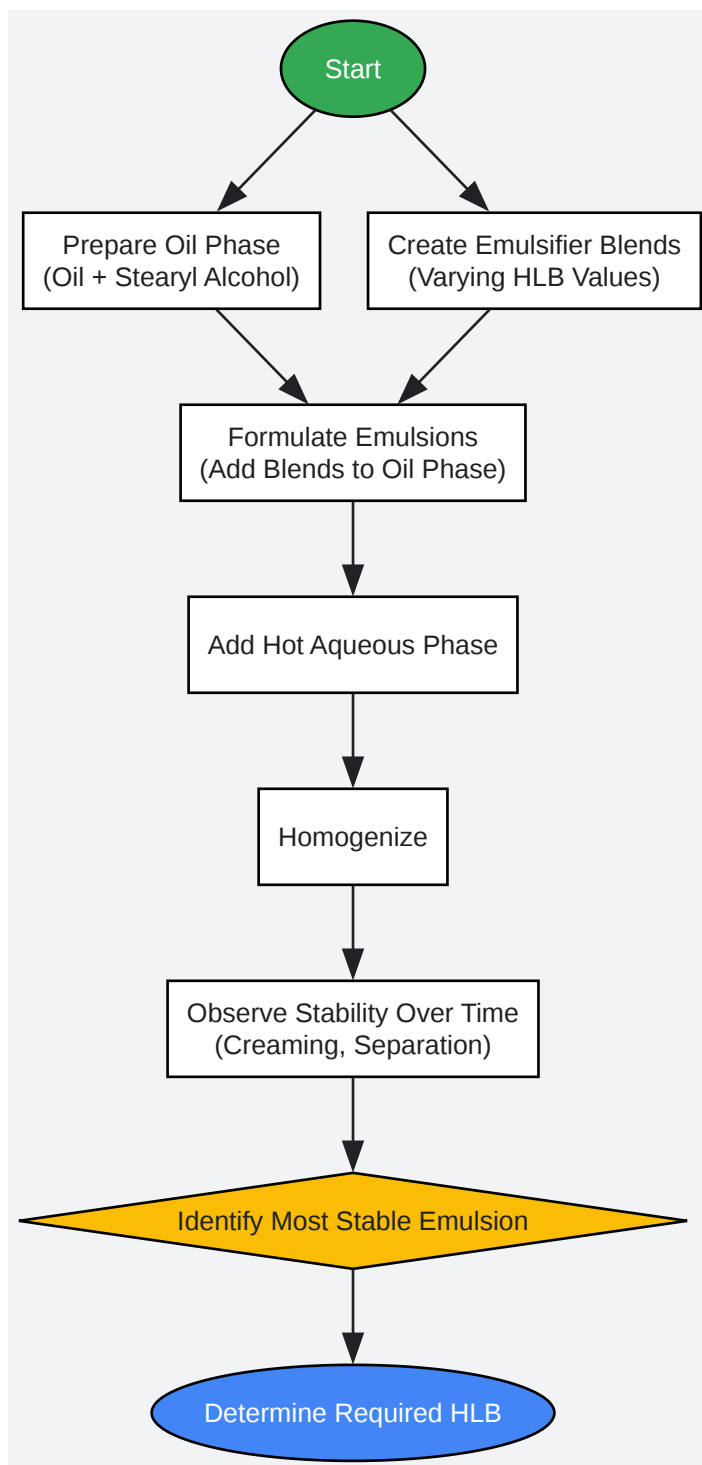 Start
Prepare Oil Phase
(Oil + Stearyl Alcohol)
Create Emulsifier Blends
(Varying HLB Values)
Formulate Emulsions
(Add Blends to Oil Phase)
Add Hot Aqueous Phase
Homogenize
Observe Stability Over Time
(Creaming, Separation)
Identify Most Stable Emulsion
Determine Required HLB